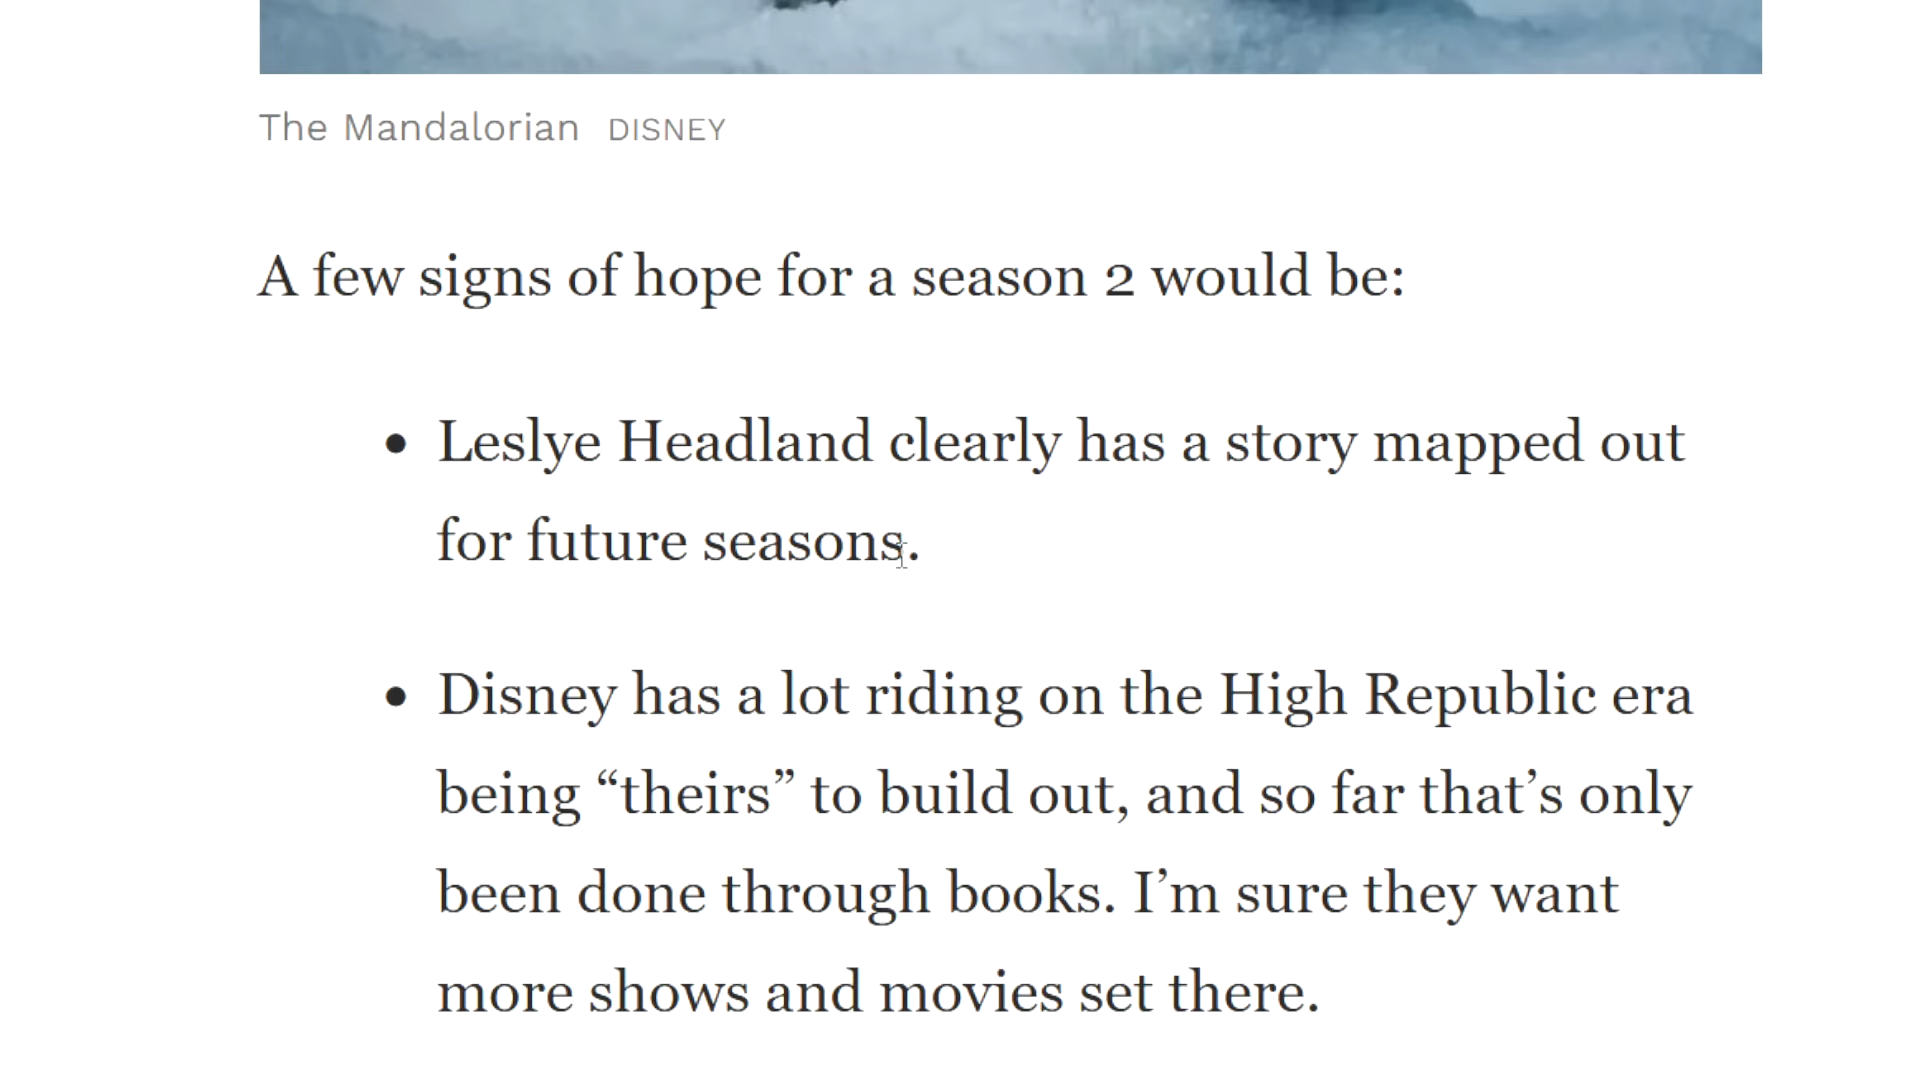 The Mandalorian DISNEY
A few signs of hope for a season 2 would be:
• Leslye Headland clearly has a story mapped out
for future seasons.
• Disney has a lot riding on the High Republic era
being “theirs” to build out, and so far that’s only
been done through books. I’m sure they want
more shows and movies set there.